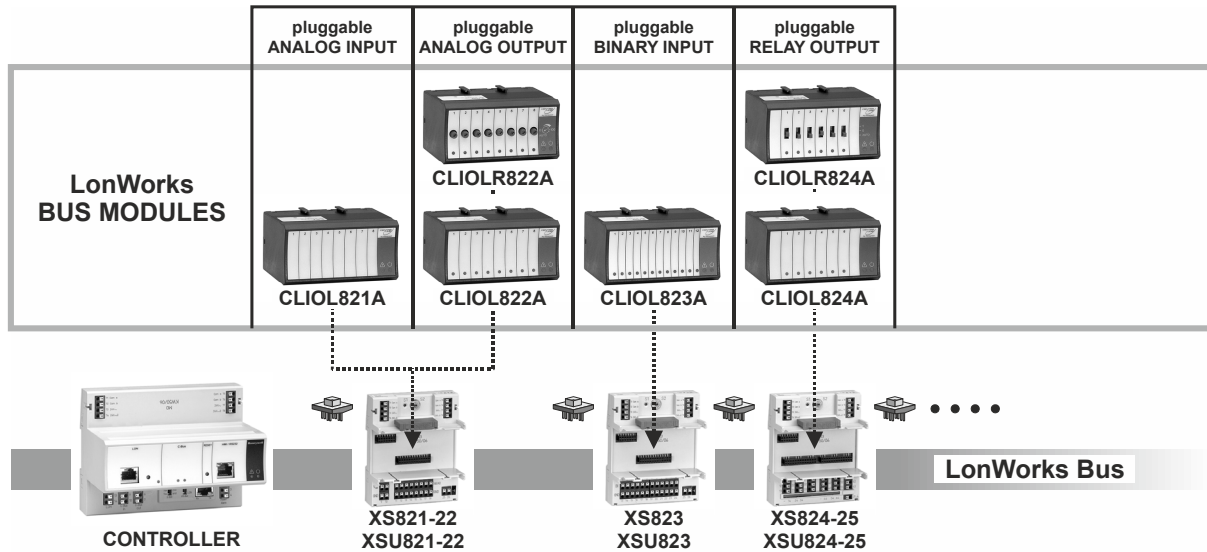 pluggable
ANALOG INPUT
pluggable
ANALOG OUTPUT
pluggable
BINARY INPUT
pluggable
RELAY OUTPUT
LonWorks
BUS MODULES
CLIOLR822A
CLIOLR824A
CLIOL821A
CLIOL822A
CLIOL823A
CLIOL824A
CONTROLLER
XS821-22
XSU821-22
XS823
XSU823
XS824-25
XSU824-25
LonWorks Bus